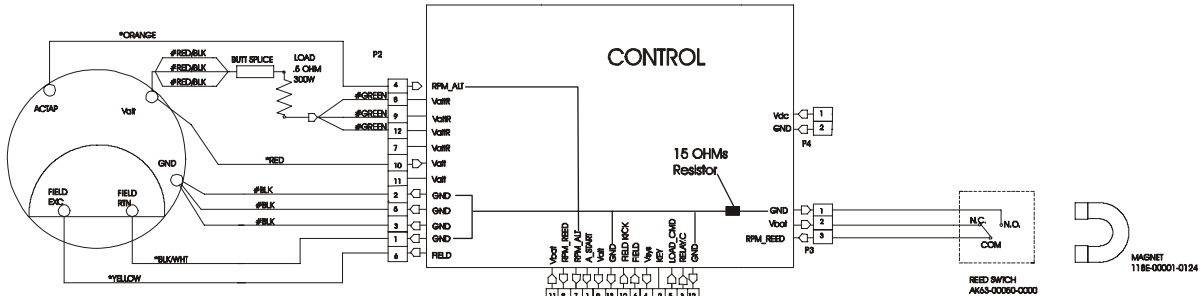 *ORANGE
#RED/BLK
#RED/BLK
#RED/BLK
BUTT SPLICE
LOAD
.5 OHM
300W
P2
CONTROL
ACTAP
Valt
GND
FIELD
EXC
FIELD
RTN
#GREEN
#GREEN
#GREEN
*RED
#BLK
#BLK
#BLK
*BLK/WHT
*YELLOW
4 RPM_ALT
8 ValtR
9 ValtR
12 ValtR
7 ValtR
10 Valt
11 Valt
2 GND
5 GND
3 GND
1 GND
6 FIELD
15 OHMs
Resistor
Vdc 1
GND 2
P4
GND 1
Vbat 2
RPM_REED 3
P3
Vbat
RPM_REED
RPM_ALT
A_START
Valt
GND
FIELD KICK
FIELD
Vsys
KEY
LOAD_CMD
RELAY.C
GND
N.C.
N.O.
COM
REED SWITCH
AK63-00050-0000
MAGNET
118E-00001-0124